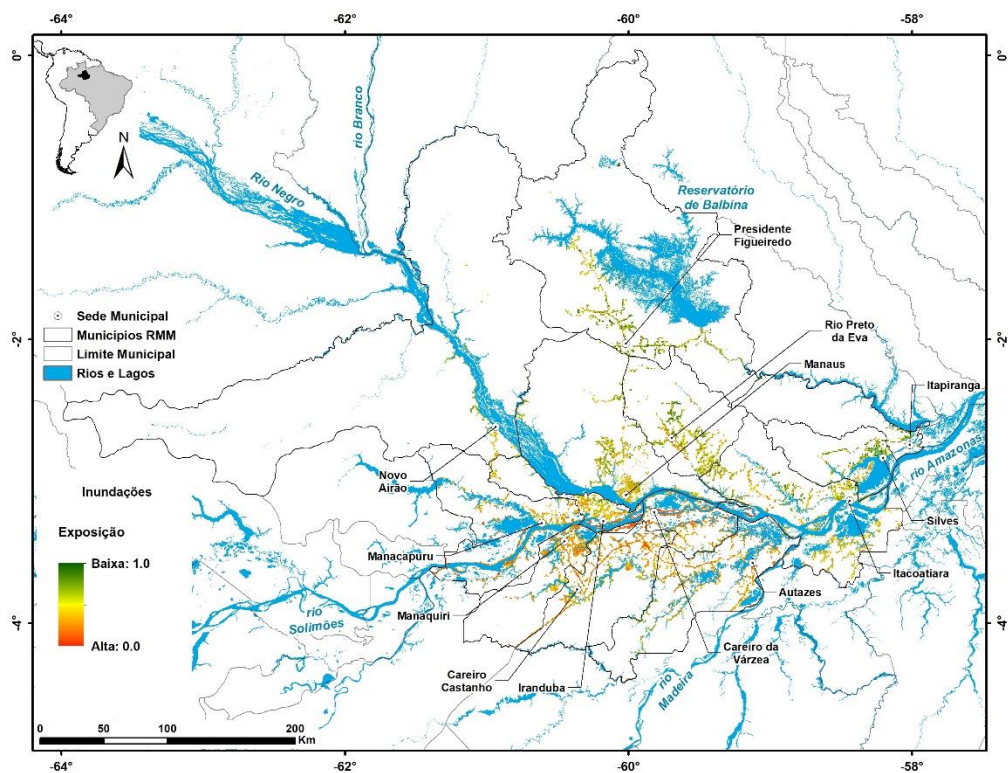 -64°
-62°
-60°
-58°
0°
0°
N
rio Branco
Rio Negro
Reservatório
de Balbina
Presidente
Figueiredo
Rio Preto
da Eva
Manaus
Itapiranga
Sede Municipal
Municípios RMM
Limite Municipal
Rios e Lagos
-2°
-2°
rio Amazonas
Novo
Airão
Inundações
Exposição
Baixa: 1.0
Alta: 0.0
Silves
Manacapuru
Itacoatiara
Manaquiri
Autazes
rio
Solimões
-4°
-4°
Careiro
Castanho
Iranduba
Careiro da
Várzea
rio
Madeira
0
50
100
200
Km
-64°
-62°
-60°
-58°